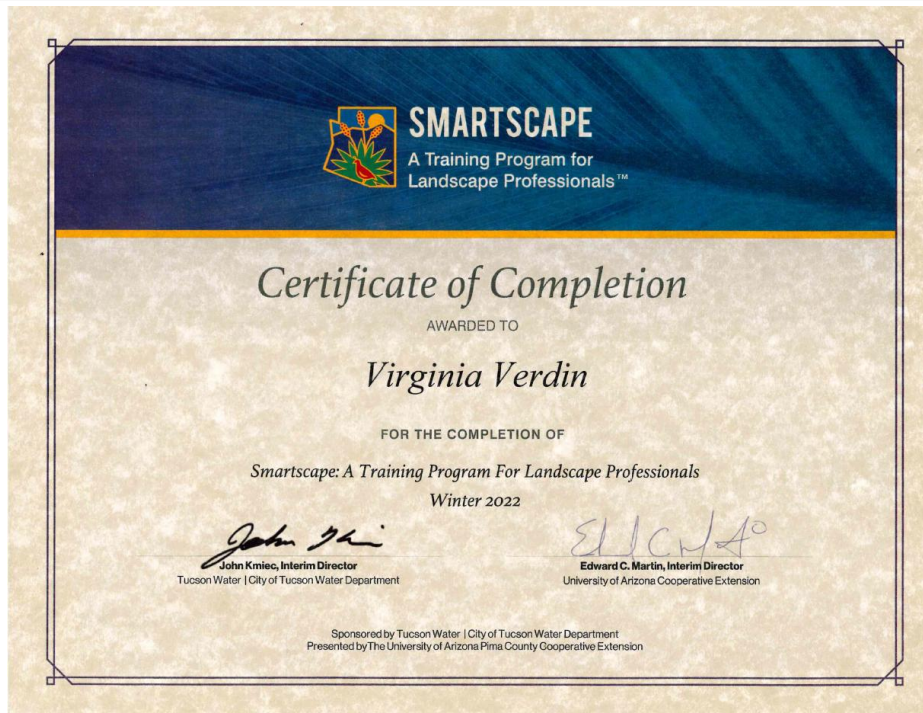 SMARTSCAPE
A Training Program for
Landscape Professionals™
Certificate of Completion
AWARDED TO
Virginia Verdin
FOR THE COMPLETION OF
Smartscape: A Training Program For Landscape Professionals
Winter 2022
John Kmiec, Interim Director
Tucson Water | City of Tucson Water Department
Edward C. Martin, Interim Director
University of Arizona Cooperative Extension
Sponsored by Tucson Water | City of Tucson Water Department
Presented by The University of Arizona Pima County Cooperative Extension